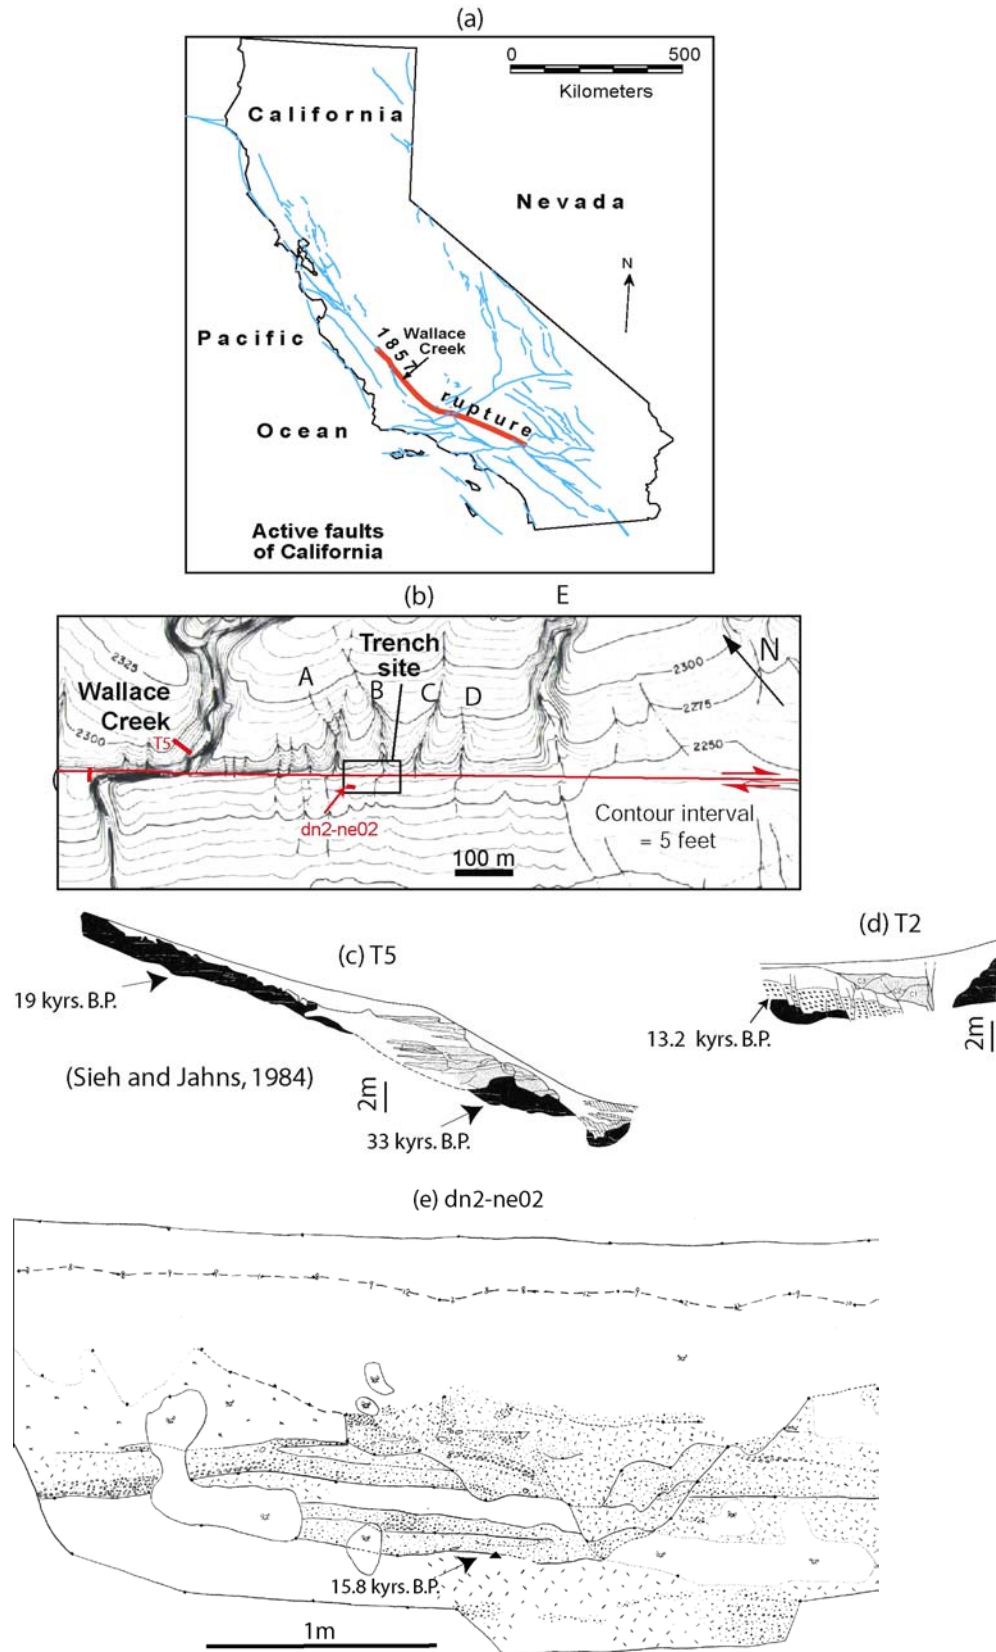 (a)
0 500
Kilometers
California
Nevada
N
Pacific
Wallace
Creek
1857
rupture
Ocean
Active faults
of California
(b) E
Trench
site
2325
2300
N
A
B
C
D
2275
Wallace
Creek
T5
2300
2250
dn2-ne02
Contour interval
= 5 feet
100 m
(c) T5
(d) T2
19 kyrs. B.P.
13.2 kyrs. B.P.
2m
(Sieh and Jahns, 1984)
2m
33 kyrs. B.P.
(e) dn2-ne02
15.8 kyrs. B.P.
1m